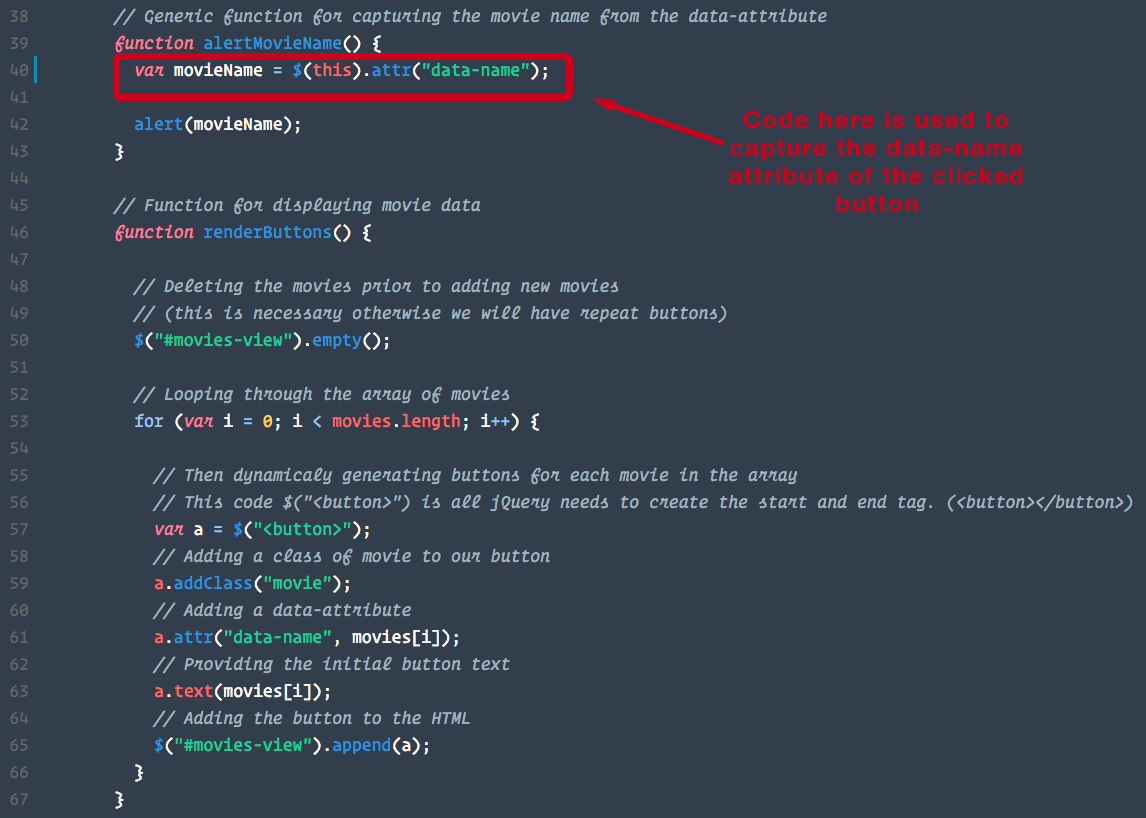 38 // Generic function for capturing the movie name from the data-attribute
39 function alertMovieName() {
40 var movieName = $(this).attr("data-name");
41
42 alert(movieName);
43 }
44
45 // Function for displaying movie data
46 function renderButtons() {
47
48 // Deleting the movies prior to adding new movies
49 // (this is necessary otherwise we will have repeat buttons)
50 $("#movies-view").empty();
51
52 // Looping through the array of movies
53 for (var i = 0; i < movies.length; i++) {
54
55 // Then dynamicaly generating buttons for each movie in the array
56 // This code $("<button>") is all jQuery needs to create the start and end tag. (<button></button>)
57 var a = $("<button>");
58 // Adding a class of movie to our button
59 a.addClass("movie");
60 // Adding a data-attribute
61 a.attr("data-name", movies[i]);
62 // Providing the initial button text
63 a.text(movies[i]);
64 // Adding the button to the HTML
65 $("#movies-view").append(a);
66 }
67 }
Code here is used to
capture the data-name
attribute of the clicked
button